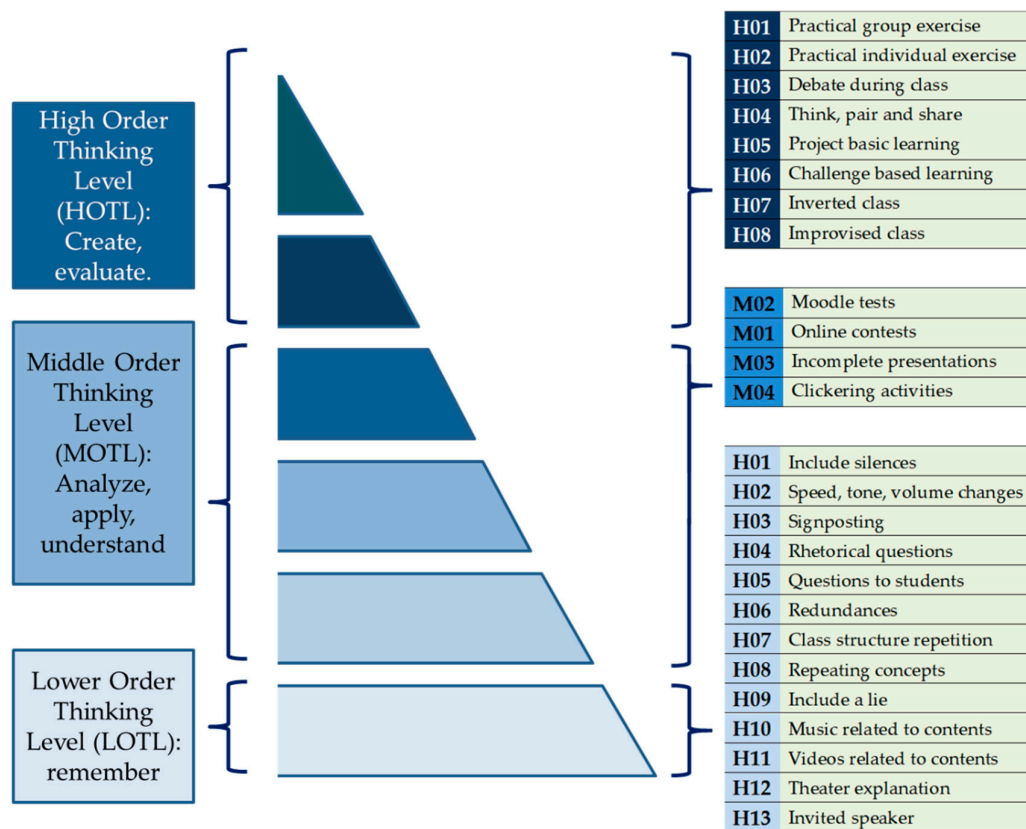 High Order
Thinking
Level
(HOTL):
Create,
evaluate.
Middle Order
Thinking
Level
(MOTL):
Analyze,
apply,
understand
Lower Order
Thinking
Level (LOTL):
remember
H01 Practical group exercise
H02 Practical individual exercise
H03 Debate during class
H04 Think, pair and share
H05 Project basic learning
H06 Challenge based learning
H07 Inverted class
H08 Improvised class
M02 Moodle tests
M01 Online contests
M03 Incomplete presentations
M04 Clickering activities
H01 Include silences
H02 Speed, tone, volume changes
H03 Signposting
H04 Rhetorical questions
H05 Questions to students
H06 Redundances
H07 Class structure repetition
H08 Repeating concepts
H09 Include a lie
H10 Music related to contents
H11 Videos related to contents
H12 Theater explanation
H13 Invited speaker